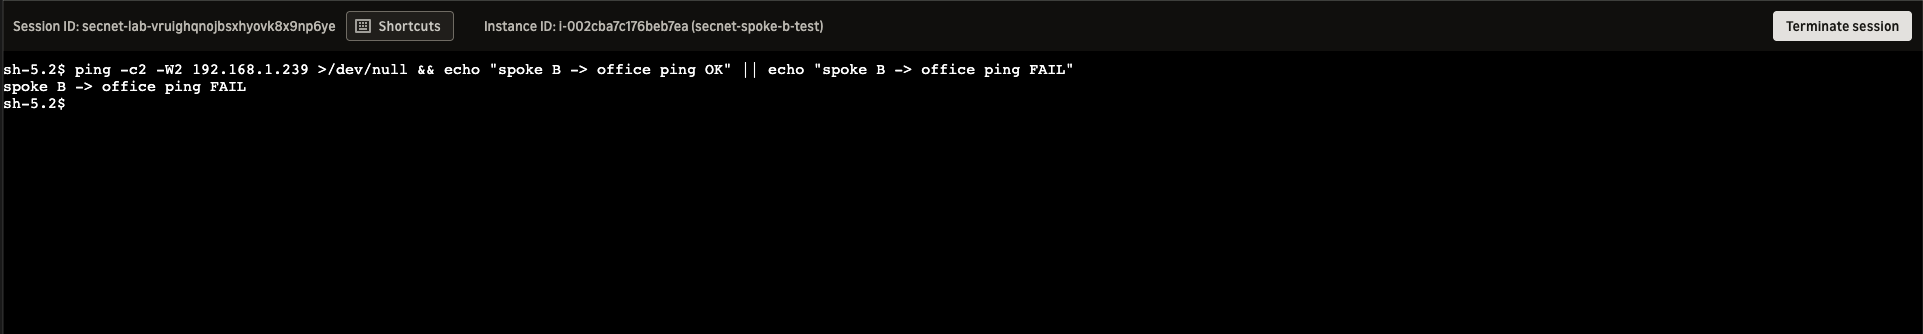 Session ID: secnet-lab-vruighqnojbsxhyovk8x9np6ye Shortcuts Instance ID: i-002cba7c176beb7ea (secnet-spoke-b-test) Terminate session
sh-5.2$ ping -c2 -W2 192.168.1.239 >/dev/null && echo "spoke B -> office ping OK" || echo "spoke B -> office ping FAIL"
spoke B -> office ping FAIL
sh-5.2$